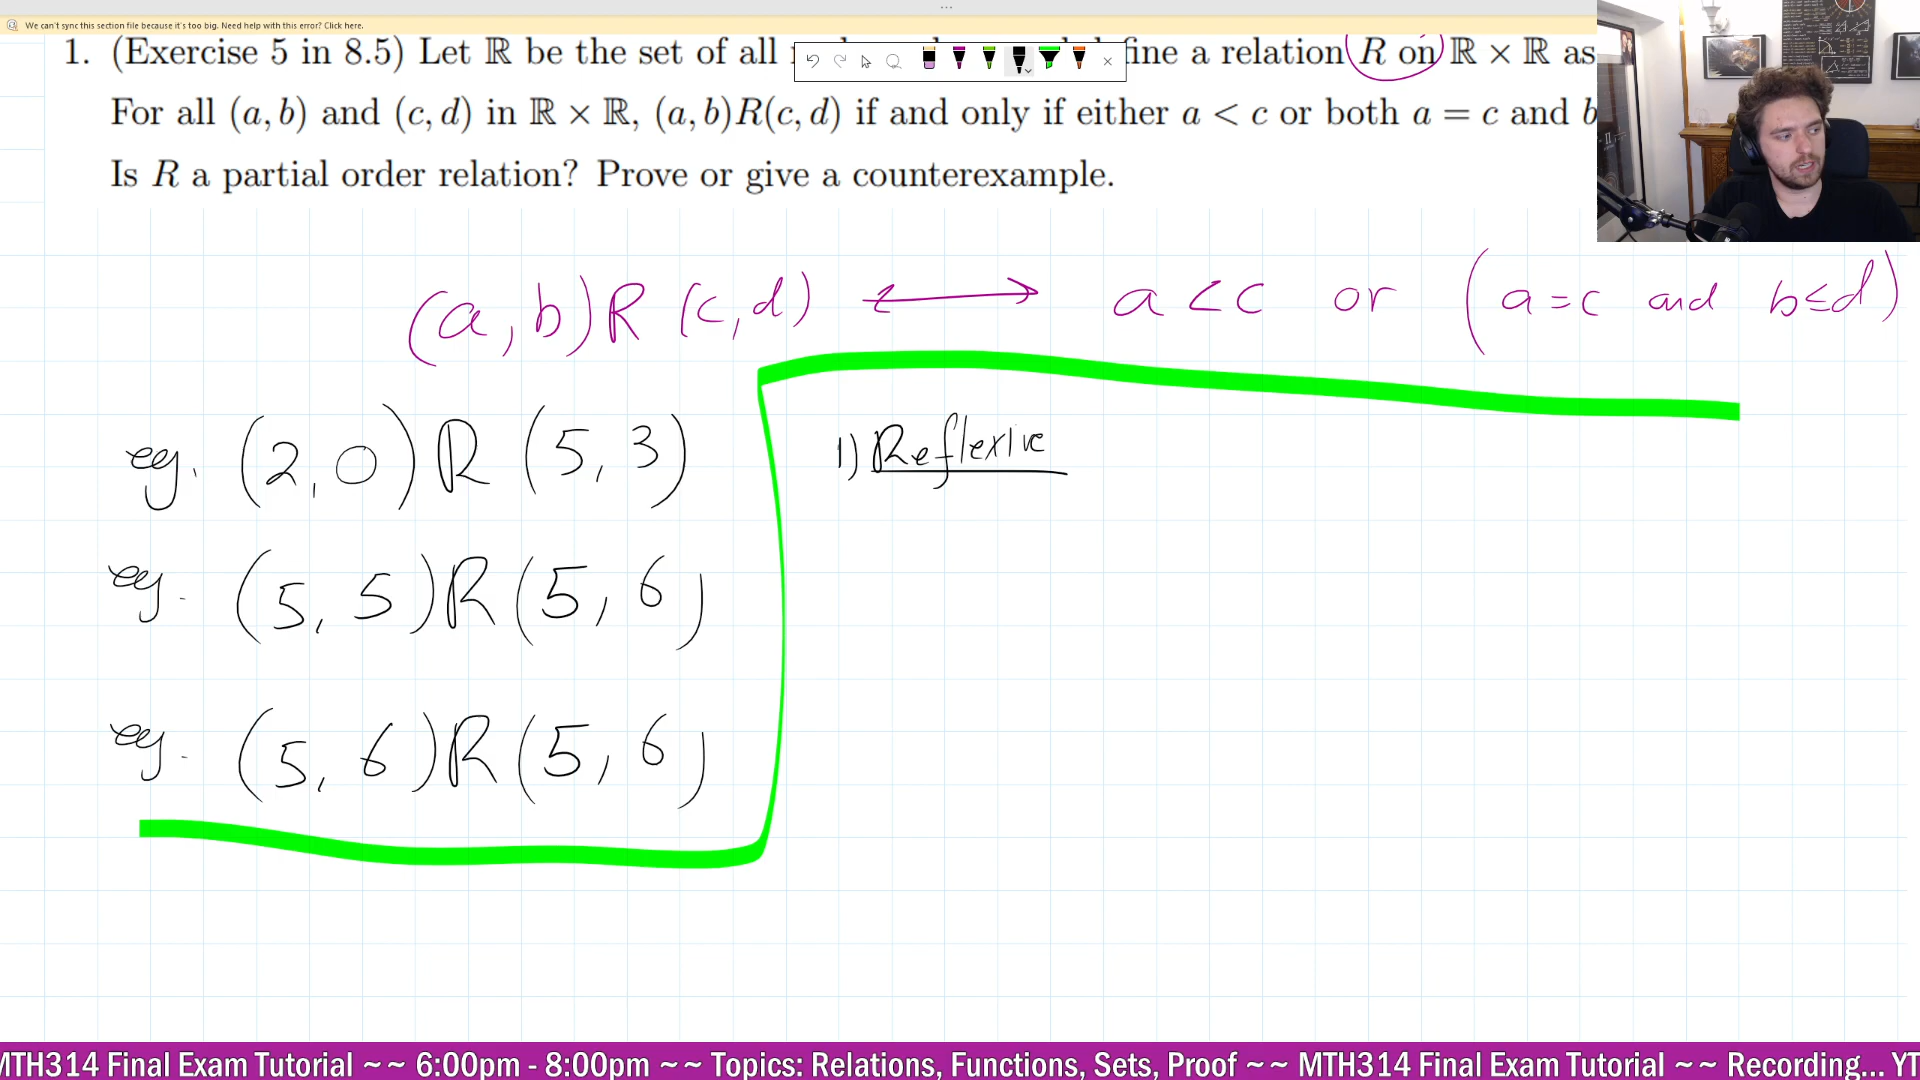 We can't sync this section file because it's too big. Need help with this error? Click here.
1. (Exercise 5 in 8.5) Let ℝ be the set of all fine a relation R on ℝ × ℝ as
For all (a, b) and (c, d) in ℝ × ℝ, (a, b)R(c, d) if and only if either a < c or both a = c and b
Is R a partial order relation? Prove or give a counterexample.
(a, b) R (c, d) ⟷ a < c or (a = c and b ≤ d)
eg. (2, 0) R (5, 3)
1) Reflexive
eg. (5, 5) R (5, 6)
eg. (5, 6) R (5, 6)
MTH314 Final Exam Tutorial ~~ 6:00pm - 8:00pm ~~ Topics: Relations, Functions, Sets, Proof ~~ MTH314 Final Exam Tutorial ~~ Recording... YT